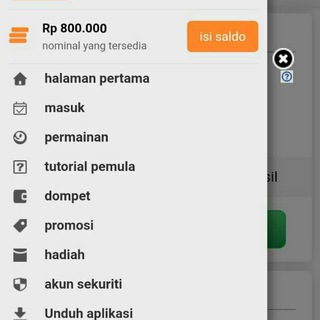 Rp 800.000
nominal yang tersedia
isi saldo
halaman pertama
masuk
permainan
tutorial pemula
dompet
promosi
hadiah
akun sekuriti
Unduh aplikasi